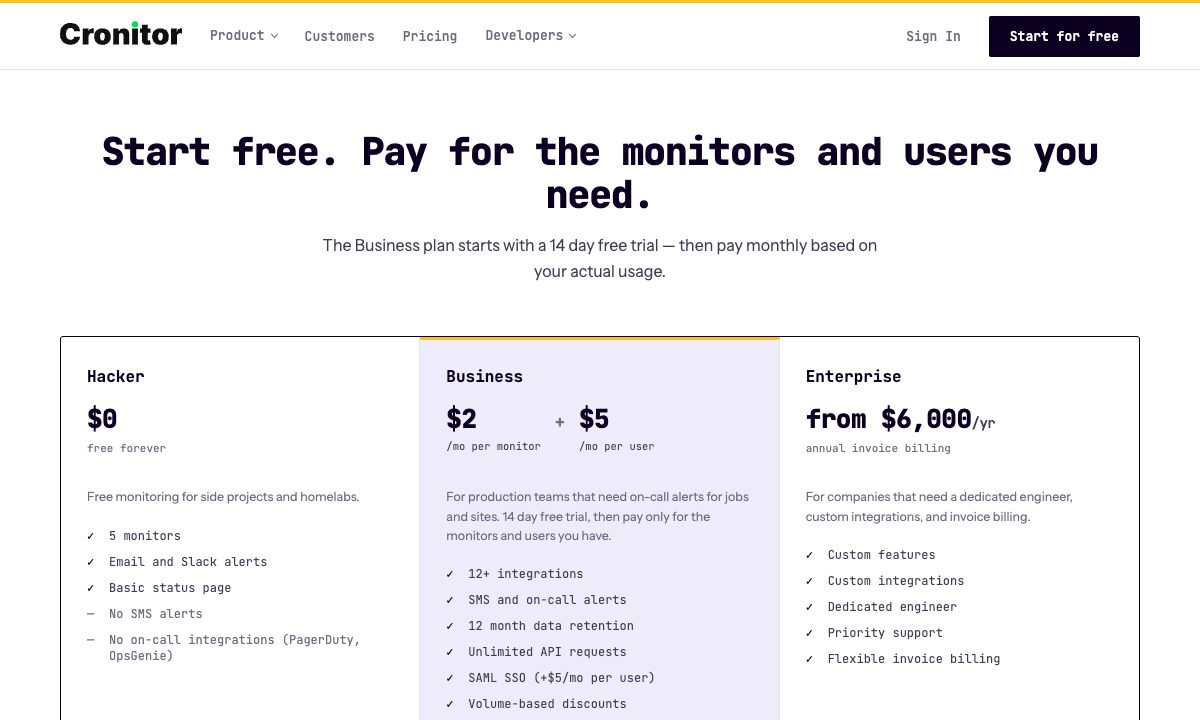 Cronitor
Product
Customers
Pricing
Developers
Sign In
Start for free
Start free. Pay for the monitors and users you
need.
The Business plan starts with a 14 day free trial — then pay monthly based on
your actual usage.
Hacker
$0
free forever
Free monitoring for side projects and homelabs.
✓ 5 monitors
✓ Email and Slack alerts
✓ Basic status page
— No SMS alerts
— No on-call integrations (PagerDuty,
OpsGenie)
Business
$2 + $5
/mo per monitor /mo per user
For production teams that need on-call alerts for jobs
and sites. 14 day free trial, then pay only for the
monitors and users you have.
✓ 12+ integrations
✓ SMS and on-call alerts
✓ 12 month data retention
✓ Unlimited API requests
✓ SAML SSO (+$5/mo per user)
✓ Volume-based discounts
Enterprise
from $6,000/yr
annual invoice billing
For companies that need a dedicated engineer,
custom integrations, and invoice billing.
✓ Custom features
✓ Custom integrations
✓ Dedicated engineer
✓ Priority support
✓ Flexible invoice billing